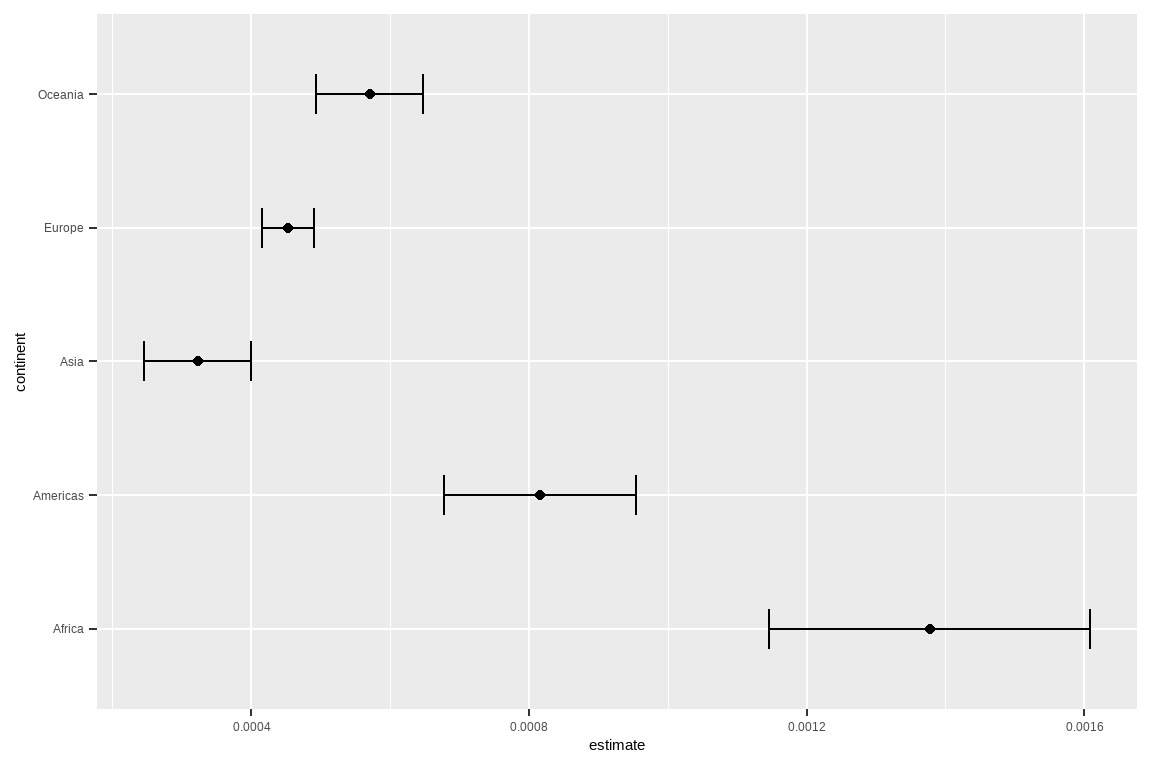 Oceania
Europe
Asia
Americas
Africa
continent
0.0004 0.0008 0.0012 0.0016
estimate